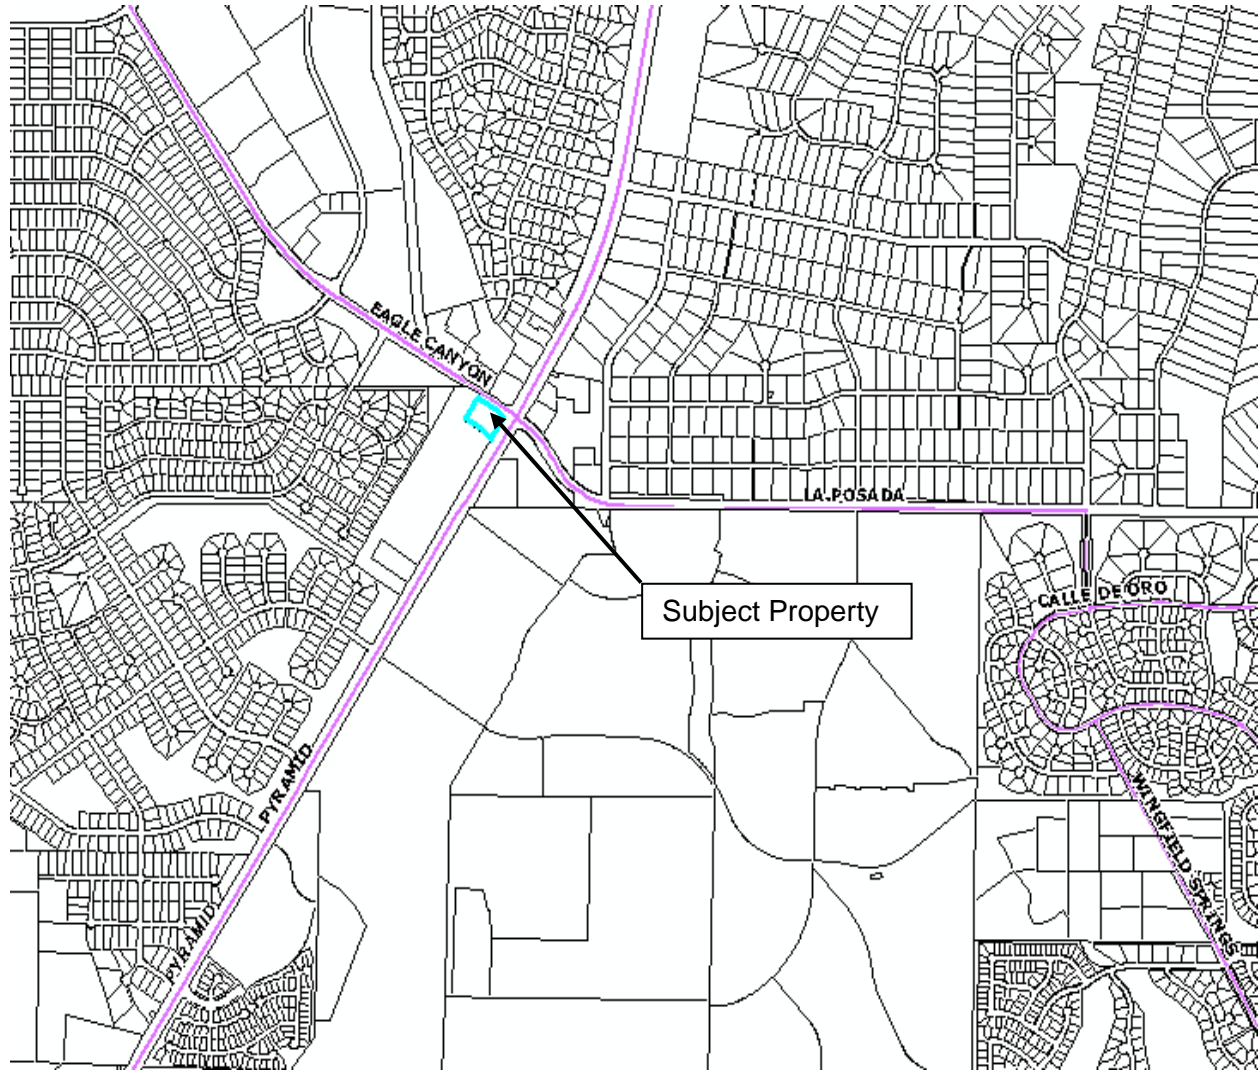 EAGLE CANYON
LA POSADA
Subject Property
CALLE DE ORO
PYRAMID
WINGFIELD SPRINGS
PYRAMID